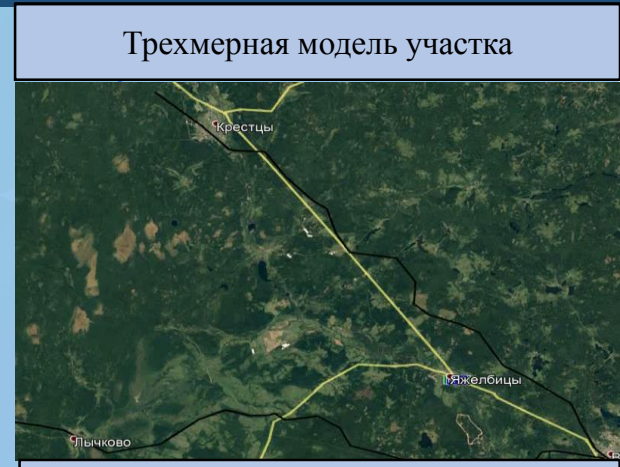 Трехмерная модель участка
Крестцы
Яжелбицы
Лычково